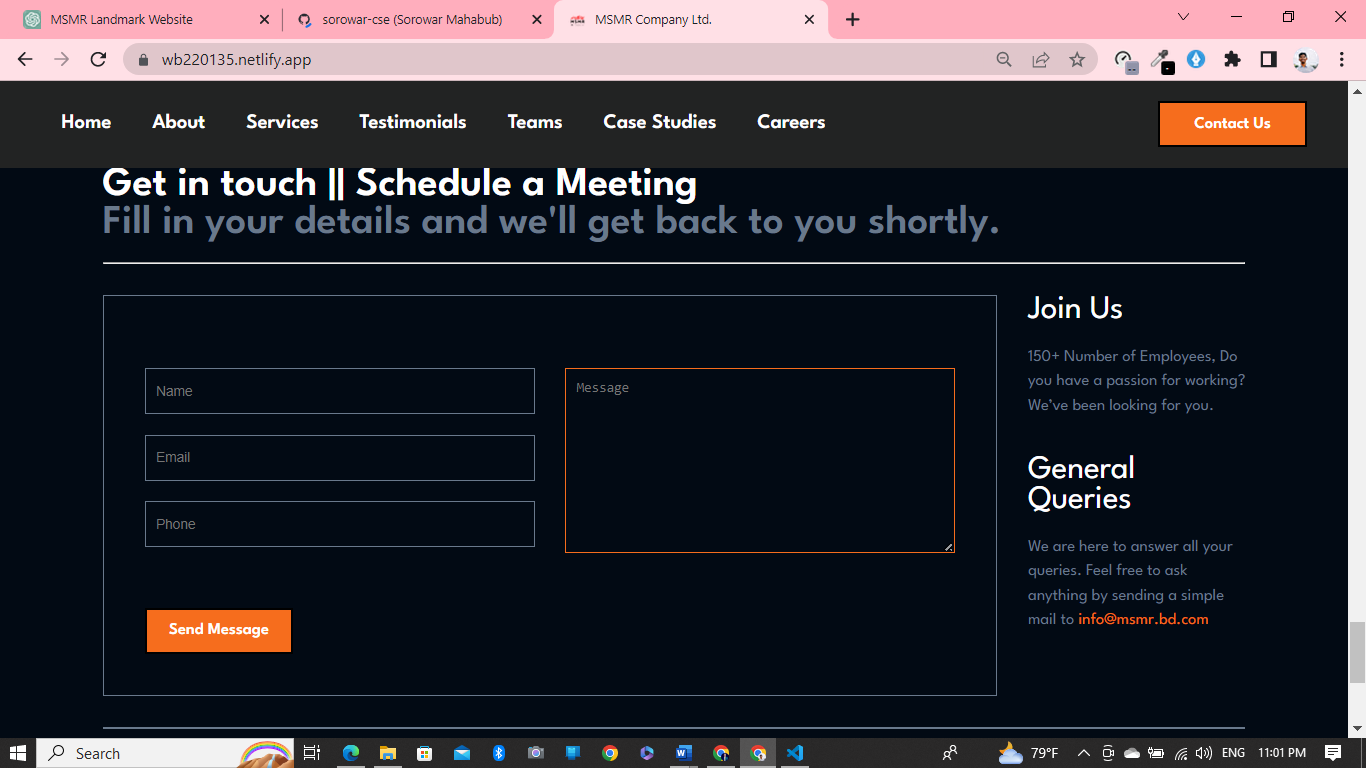 MSMR Landmark Website
sorowar-cse (Sorowar Mahabub)
MSMR Company Ltd.
wb220135.netlify.app
Home About Services Testimonials Teams Case Studies Careers Contact Us
Get in touch || Schedule a Meeting
Fill in your details and we'll get back to you shortly.
Name
Email
Phone
Message
Send Message
Join Us
150+ Number of Employees, Do
you have a passion for working?
We've been looking for you.
General
Queries
We are here to answer all your
queries. Feel free to ask
anything by sending a simple
mail to info@msmr.bd.com
Search
79°F
ENG
11:01 PM